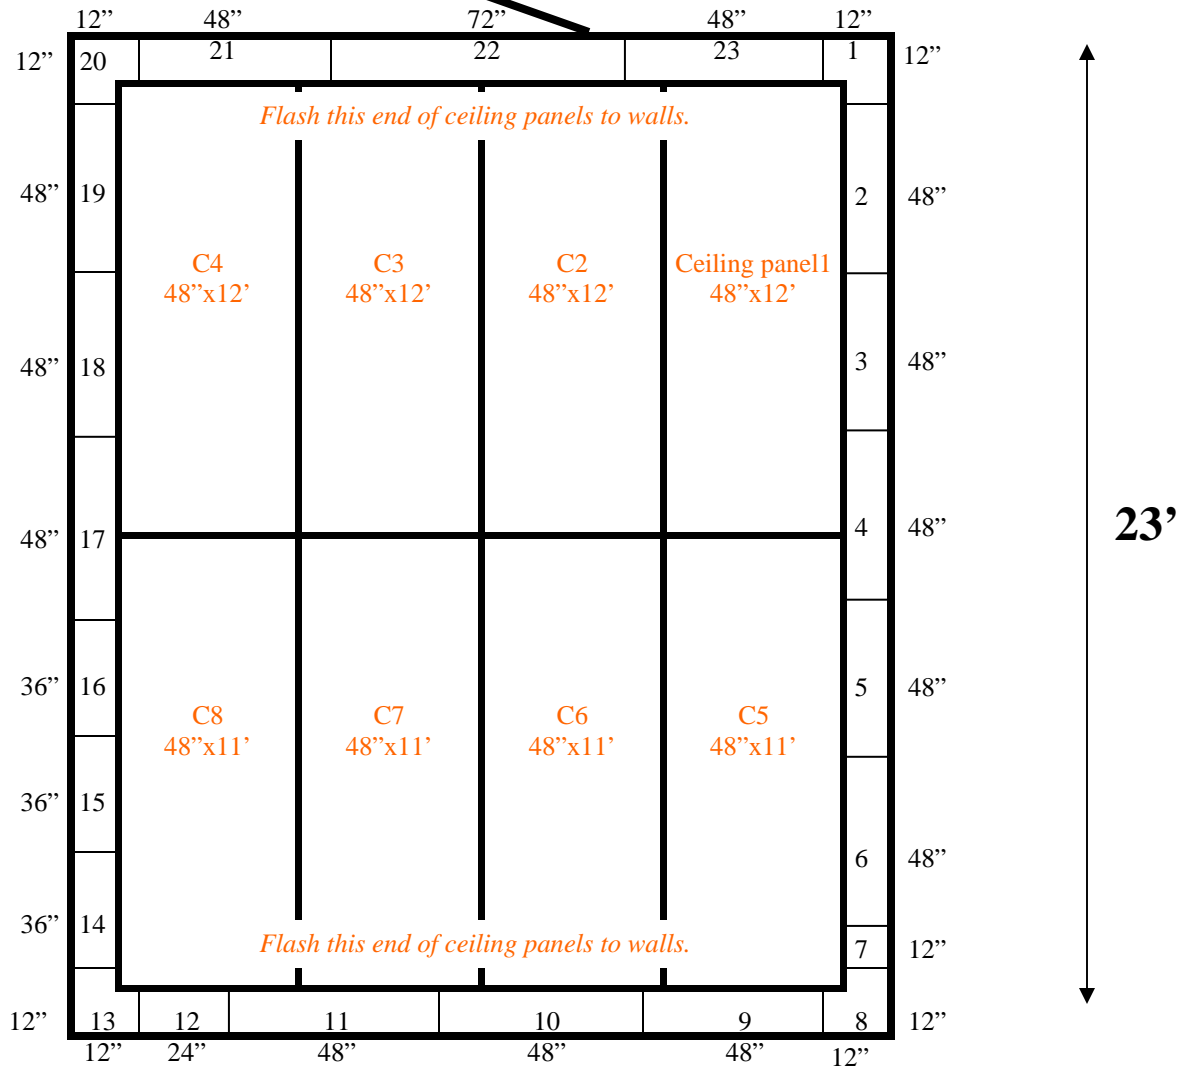 12” 48” 72” 48” 12”
12” 20 21 22 23 1 12”
Flash this end of ceiling panels to walls.
48” 19 2 48”
C4 C3 C2 Ceiling panel1
48”x12’ 48”x12’ 48”x12’ 48”x12’
48” 18 3 48”
48” 17 4 48” 23’
36” 16 5 48”
C8 C7 C6 C5
48”x11’ 48”x11’ 48”x11’ 48”x11’
36” 15
6 48”
36” 14
Flash this end of ceiling panels to walls.
7 12”
12” 13 12 11 10 9 8 12”
12” 24” 48” 48” 48” 12”